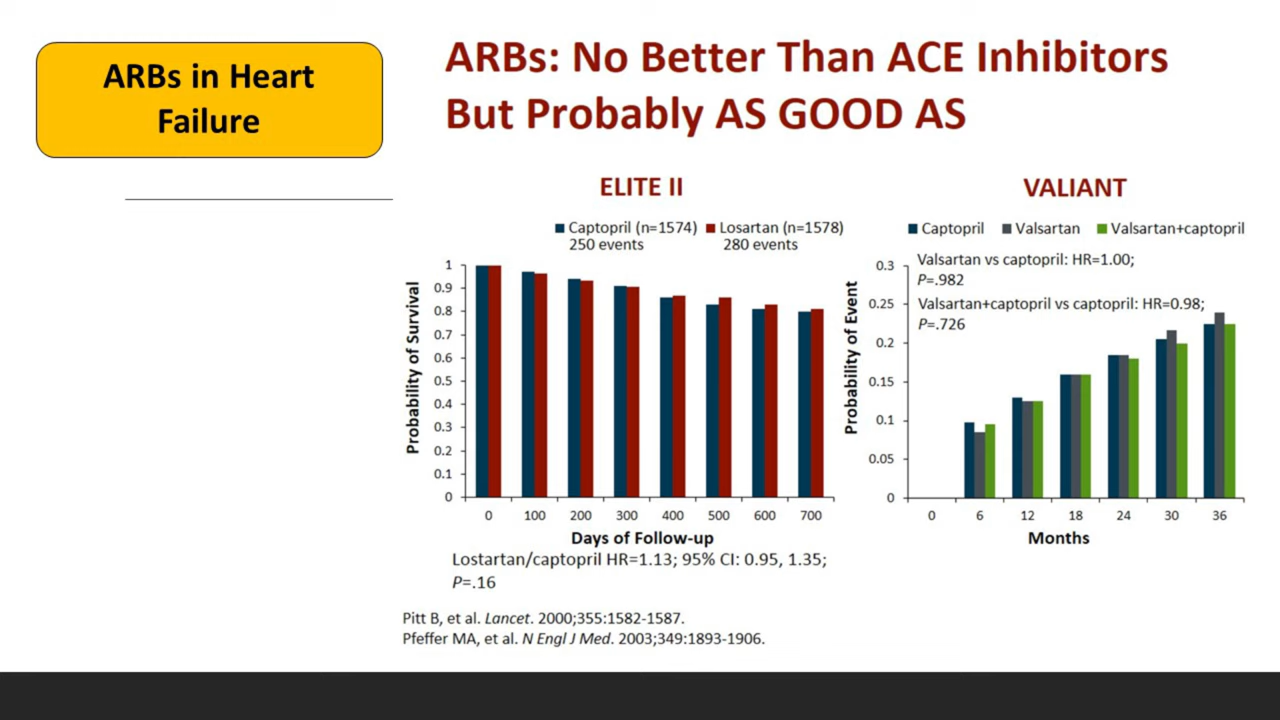 ARBs in Heart
Failure
ARBs: No Better Than ACE Inhibitors
But Probably AS GOOD AS
ELITE II
Captopril (n=1574) Losartan (n=1578)
250 events 280 events
Probability of Survival
1
0.9
0.8
0.7
0.6
0.5
0.4
0.3
0.2
0.1
0
0 100 200 300 400 500 600 700
Days of Follow-up
Lostartan/captopril HR=1.13; 95% CI: 0.95, 1.35;
P=.16
VALIANT
Captopril Valsartan Valsartan+captopril
Valsartan vs captopril: HR=1.00;
P=.982
Valsartan+captopril vs captopril: HR=0.98;
P=.726
Probability of Event
0.3
0.25
0.2
0.15
0.1
0.05
0
0 6 12 18 24 30 36
Months
Pitt B, et al. Lancet. 2000;355:1582-1587.
Pfeffer MA, et al. N Engl J Med. 2003;349:1893-1906.